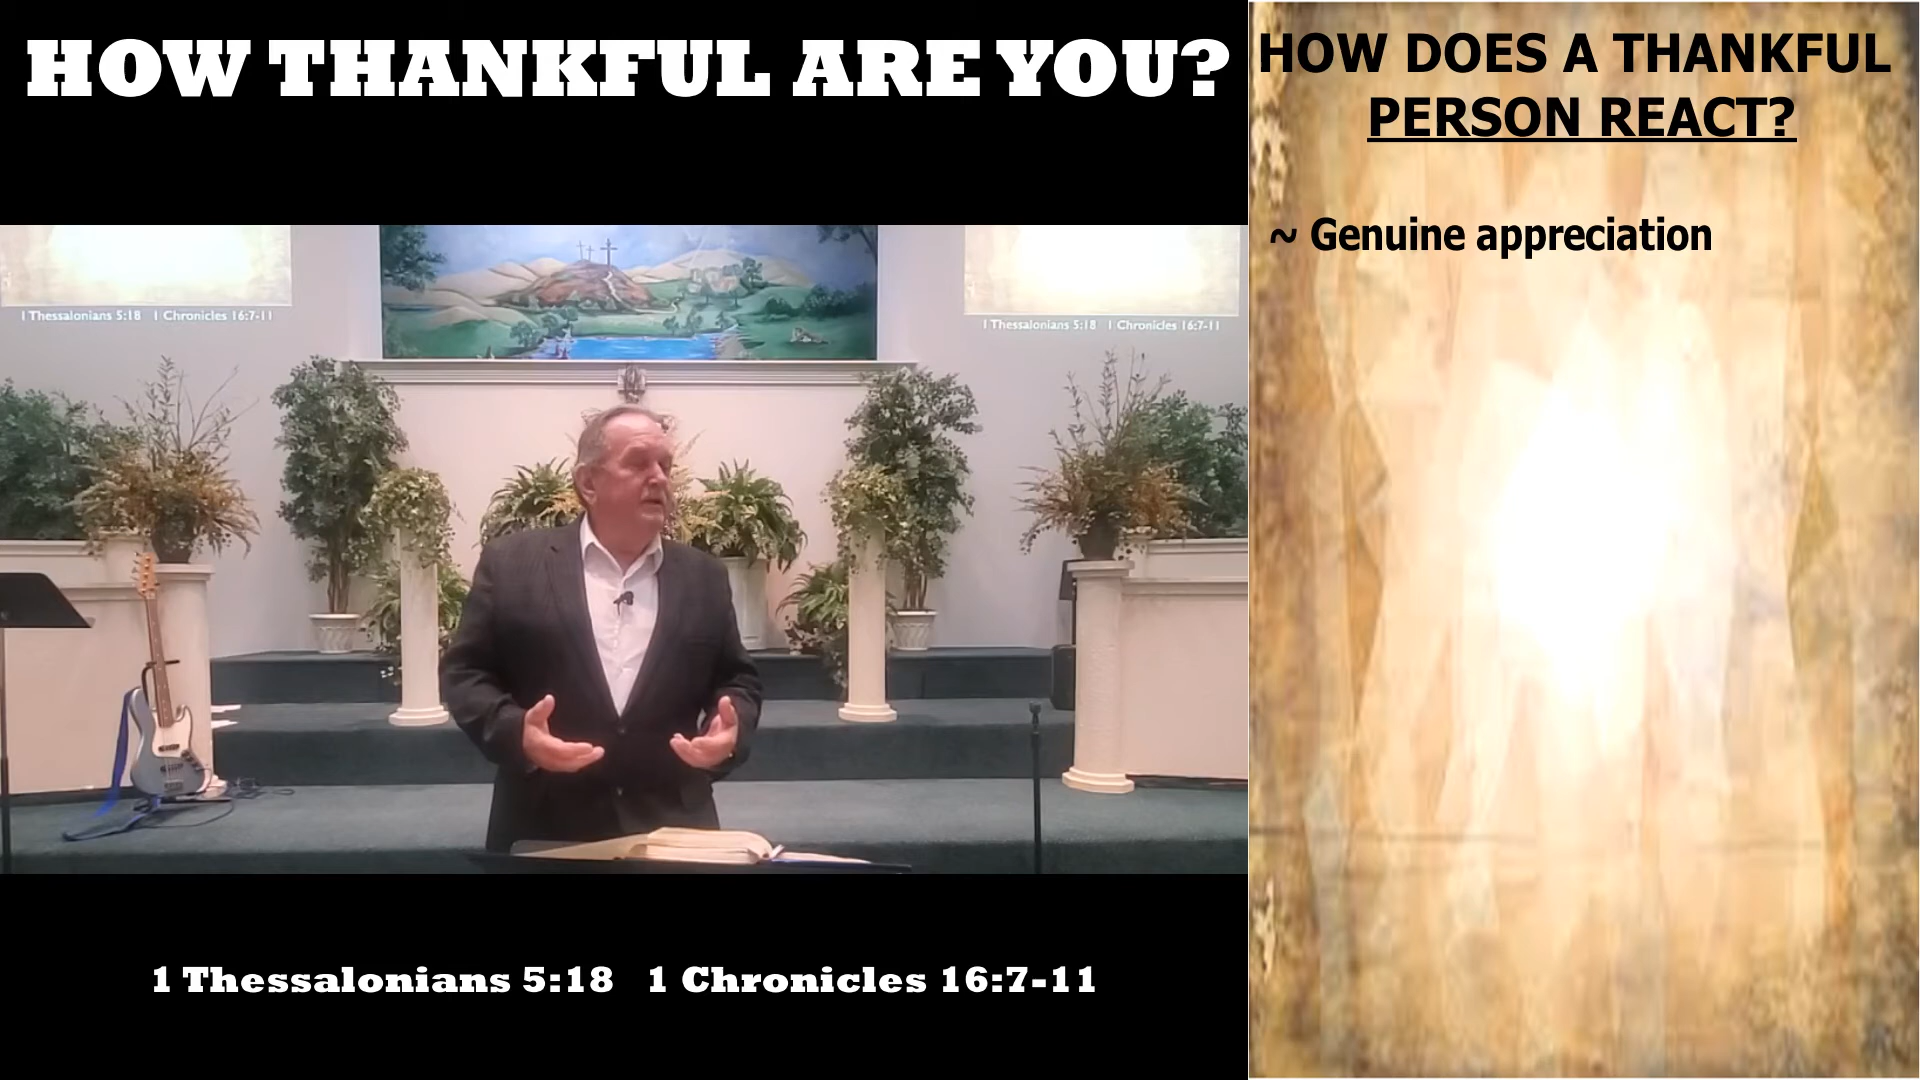 HOW THANKFUL ARE YOU?
HOW DOES A THANKFUL
PERSON REACT?
~ Genuine appreciation
1 Thessalonians 5:18 1 Chronicles 16:7-11
1 Thessalonians 5:18 1 Chronicles 16:7-11
1 Thessalonians 5:18 1 Chronicles 16:7-11